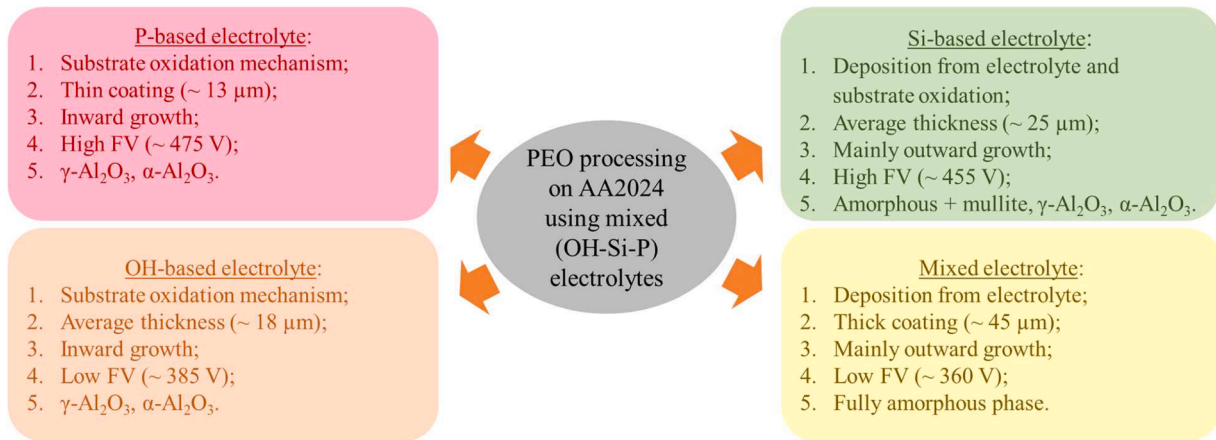 P-based electrolyte:
1. Substrate oxidation mechanism;
2. Thin coating (~ 13 µm);
3. Inward growth;
4. High FV (~ 475 V);
5. γ-Al₂O₃, α-Al₂O₃.
Si-based electrolyte:
1. Deposition from electrolyte and
substrate oxidation;
2. Average thickness (~ 25 µm);
3. Mainly outward growth;
4. High FV (~ 455 V);
5. Amorphous + mullite, γ-Al₂O₃, α-Al₂O₃.
PEO processing
on AA2024
using mixed
(OH-Si-P)
electrolytes
OH-based electrolyte:
1. Substrate oxidation mechanism;
2. Average thickness (~ 18 µm);
3. Inward growth;
4. Low FV (~ 385 V);
5. γ-Al₂O₃, α-Al₂O₃.
Mixed electrolyte:
1. Deposition from electrolyte;
2. Thick coating (~ 45 µm);
3. Mainly outward growth;
4. Low FV (~ 360 V);
5. Fully amorphous phase.